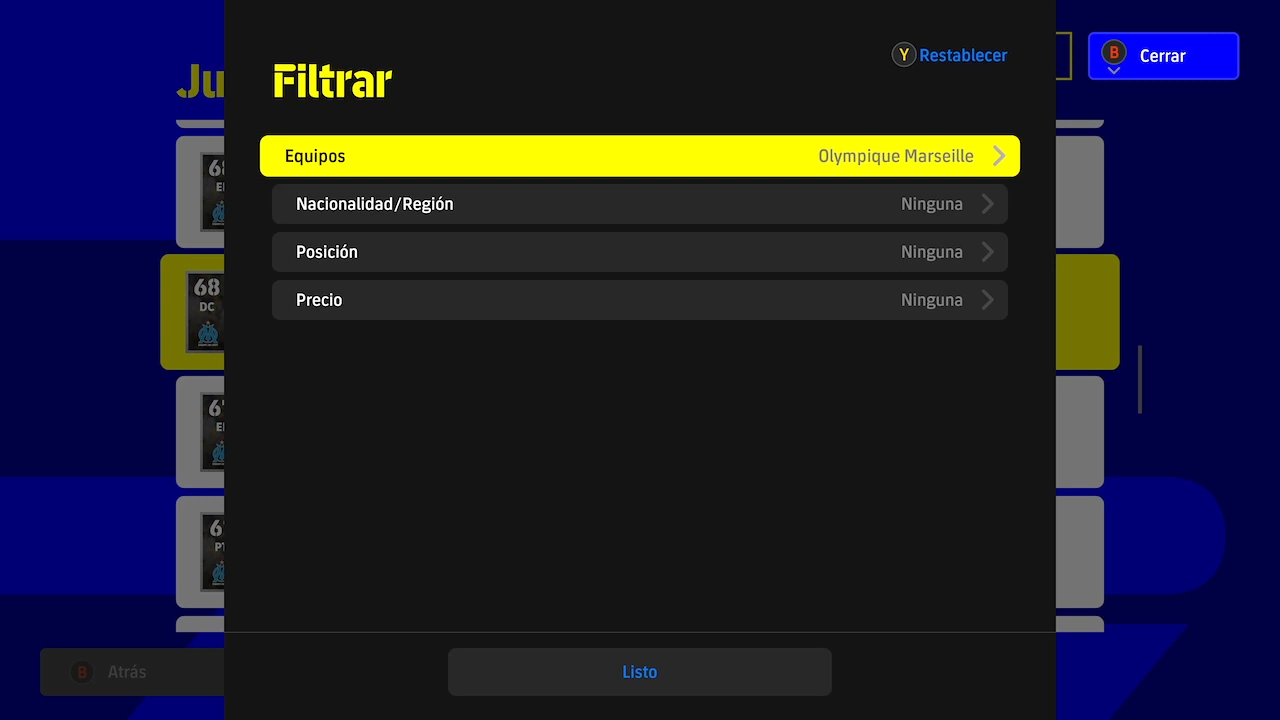 Y Restablecer
B Cerrar
Filtrar
Equipos Olympique Marseille
Nacionalidad/Región Ninguna
68
DC
Posición Ninguna
Precio Ninguna
B Atrás
Listo